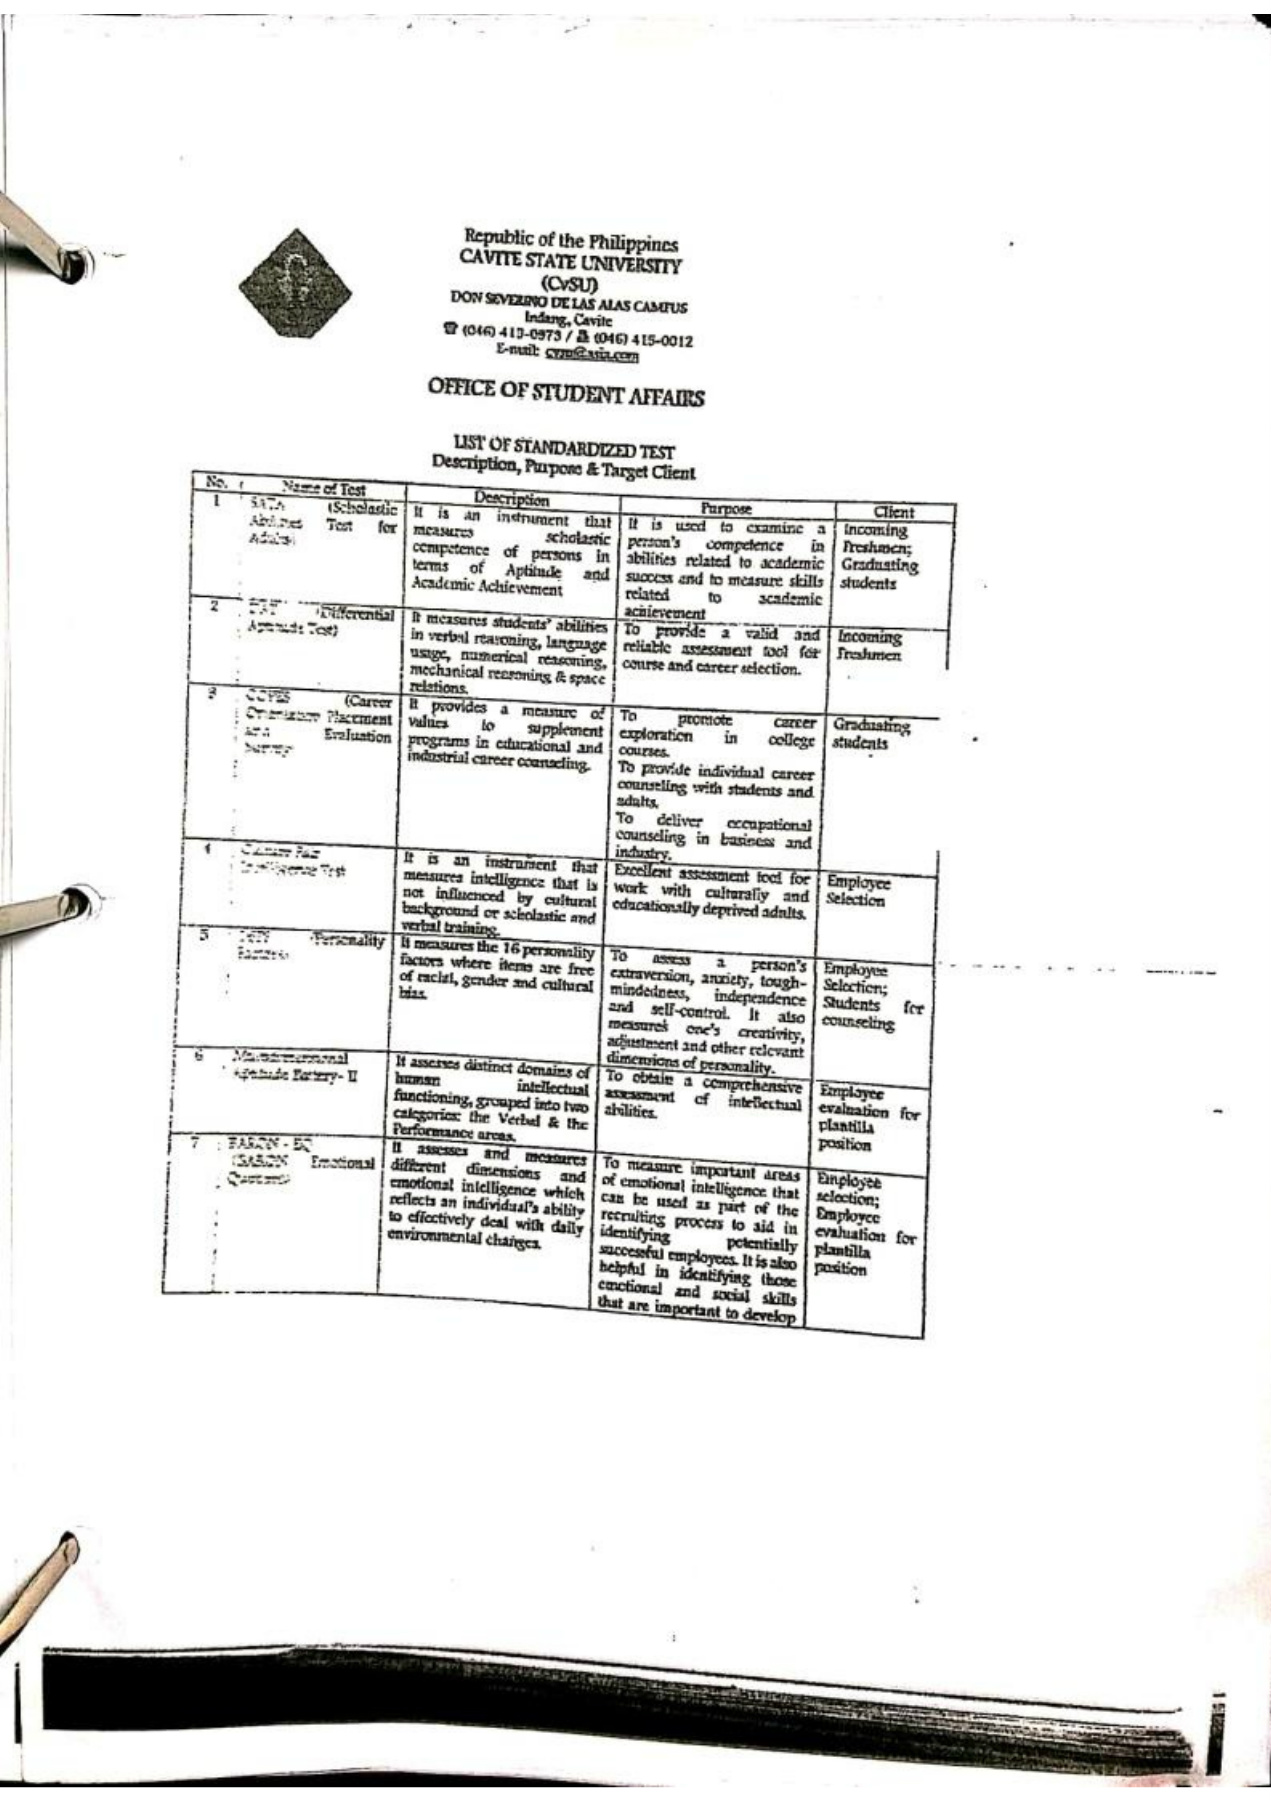 Republic of the Philippines
CAVITE STATE UNIVERSITY
(CvSU)
DON SEVERINO DE LAS ALAS CAMPUS
Indang, Cavite
☎ (046) 415-0012
E-mail:
OFFICE OF STUDENT AFFAIRS
LIST OF STANDARDIZED TEST
Description, Purpose & Target Client
No. Name of Test Description Purpose Client
1
(Scholastic
Abilities Test for
Adults)
It is an instrument that
measures scholastic
competence of persons in
terms of Aptitude and
Academic Achievement
It is used to examine a
person's competence in
abilities related to academic
success and to measure skills
related to academic
achievement
Incoming
Freshmen;
Graduating
students
2
(Differential
Aptitude Test)
It measures students' abilities
in verbal reasoning, language
usage, numerical reasoning,
mechanical reasoning & space
relations.
To provide a valid and
reliable assessment tool for
course and career selection.
Incoming
Freshmen
3
(Career
Placement
Evaluation
It provides a measure of
values to supplement
programs in educational and
industrial career counseling.
To promote career
exploration in college
courses.
To provide individual career
counseling with students and
adults.
To deliver occupational
counseling in business and
industry.
Graduating
students
4
Intelligence Test
It is an instrument that
measures intelligence that is
not influenced by cultural
background or scholastic and
verbal training.
Excellent assessment tool for
work with culturally and
educationally deprived adults.
Employee
Selection
5
Personality
It measures the 16 personality
factors where items are free
of racial, gender and cultural
bias.
To assess a person's
extraversion, anxiety, tough-
mindedness, independence
and self-control. It also
measures one's creativity,
adjustment and other relevant
dimensions of personality.
Employee
Selection;
Students for
counseling
6
Aptitude Battery- II
It assesses distinct domains of
human intellectual
functioning, grouped into two
categories: the Verbal & the
Performance areas.
To obtain a comprehensive
assessment of intellectual
abilities.
Employee
evaluation for
plantilla
position
7
BARON - EQ
Emotional
It assesses and measures
different dimensions and
emotional intelligence which
reflects an individual's ability
to effectively deal with daily
environmental changes.
To measure important areas
of emotional intelligence that
can be used as part of the
recruiting process to aid in
identifying potentially
successful employees. It is also
helpful in identifying those
emotional and social skills
that are important to develop
Employee
selection;
Employee
evaluation for
plantilla
position